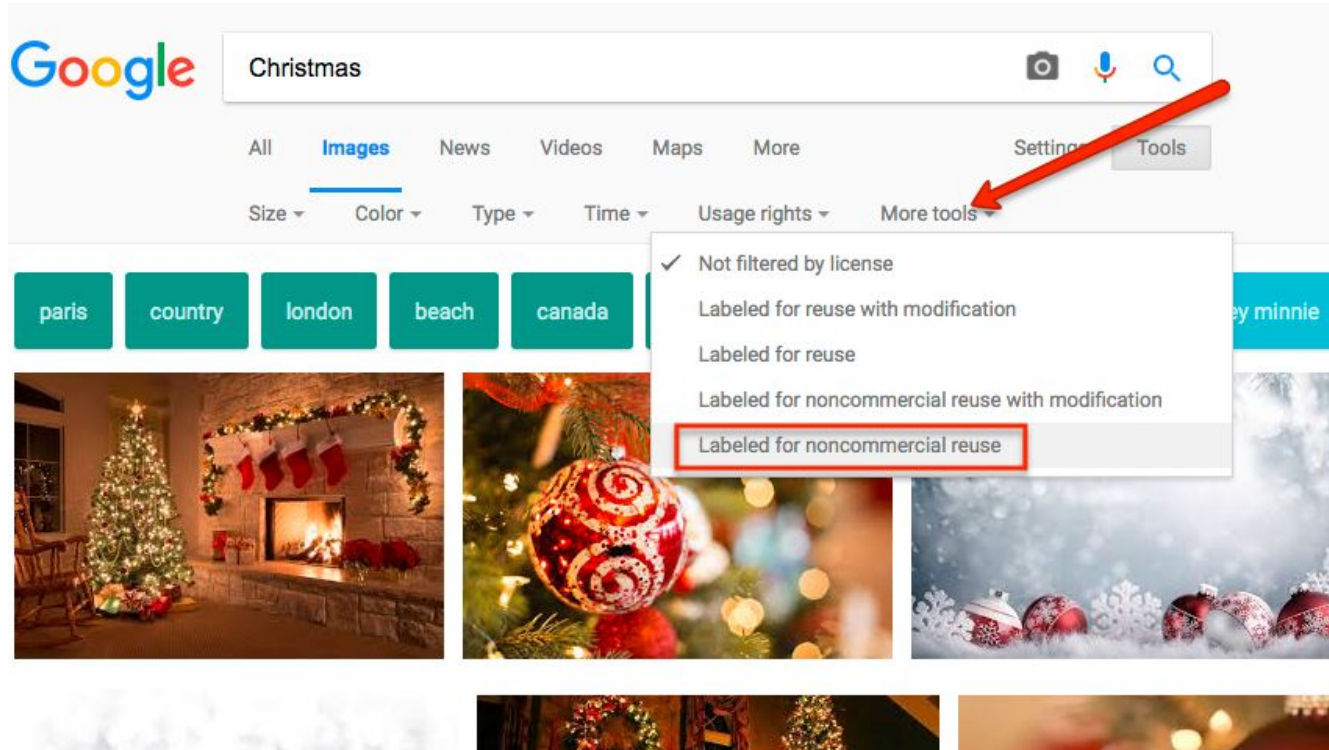 Google
Christmas
All Images News Videos Maps More Settings Tools
Size Color Type Time Usage rights More tools
Not filtered by license
Labeled for reuse with modification
Labeled for reuse
Labeled for noncommercial reuse with modification
Labeled for noncommercial reuse
paris country london beach canada minnie